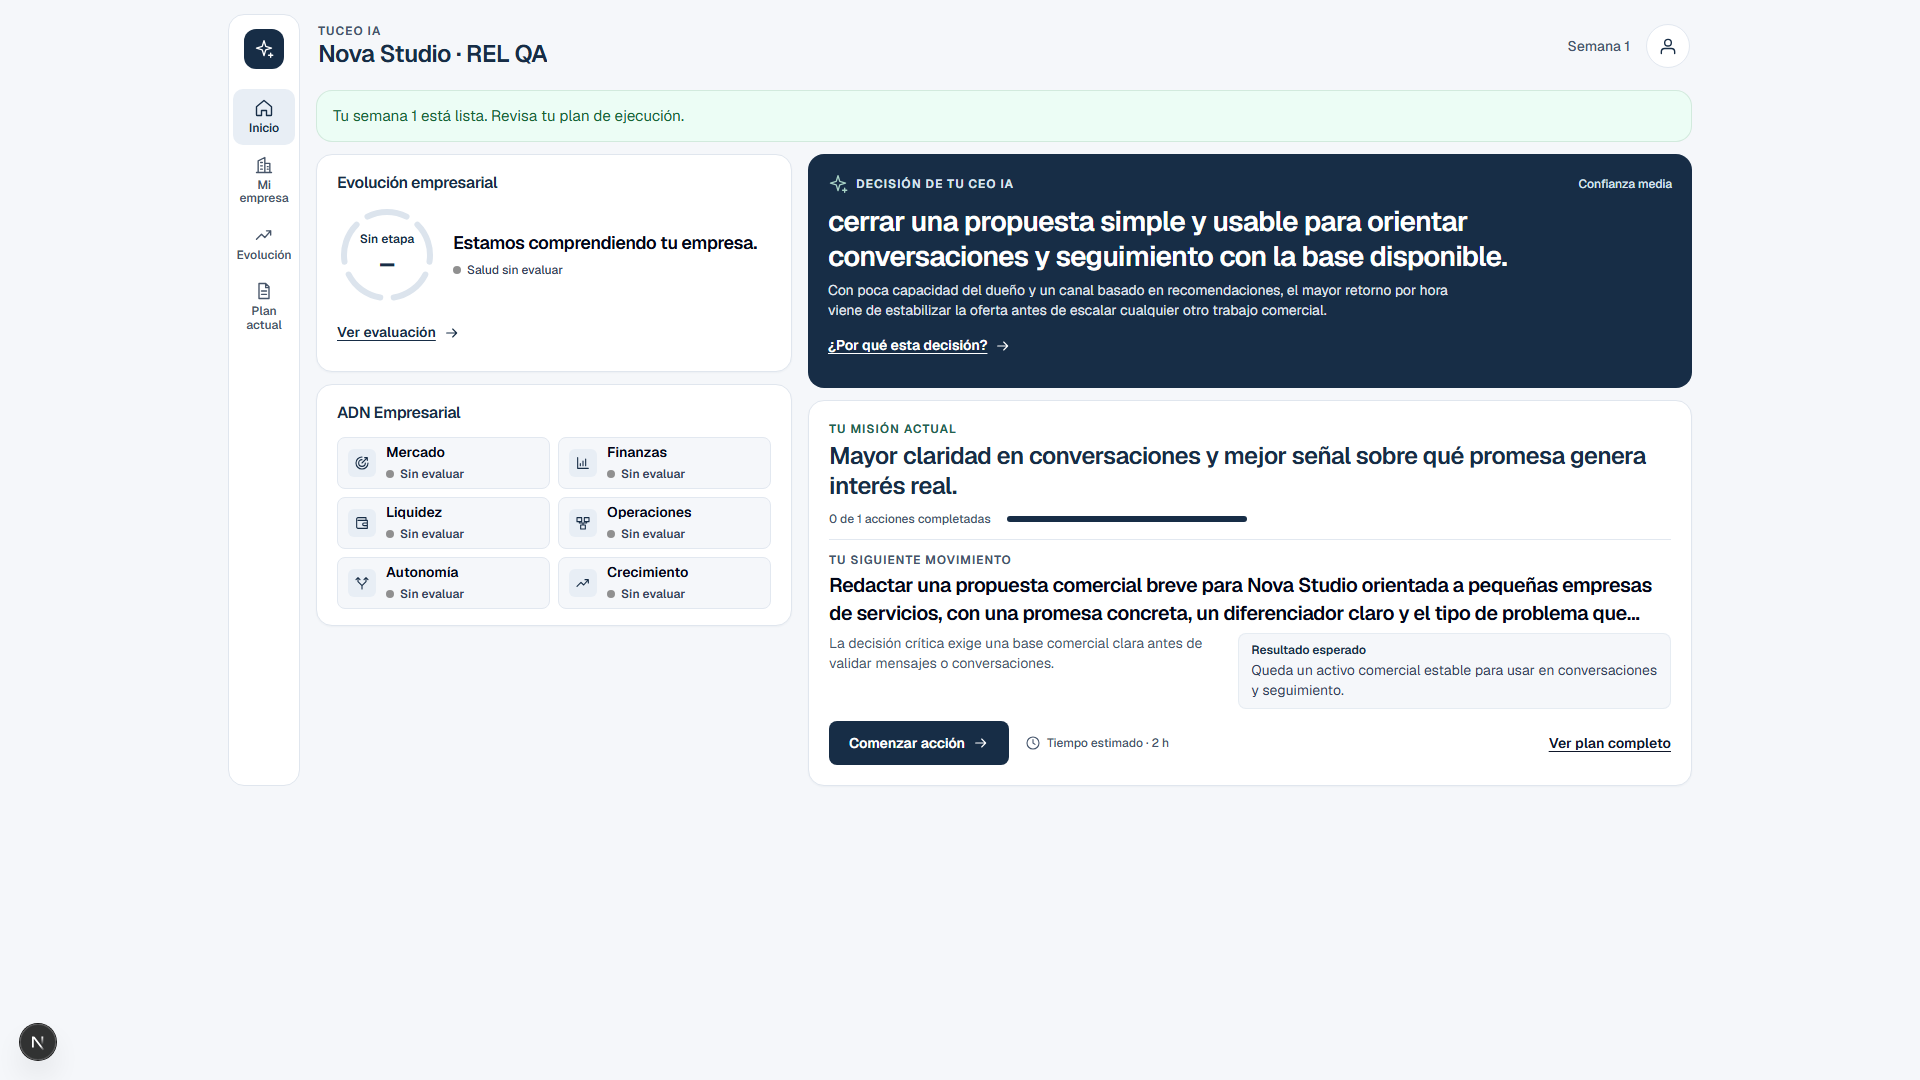 TUCEO IA
Nova Studio · REL QA
Semana 1
Inicio
Mi
empresa
Evolución
Plan
actual
Tu semana 1 está lista. Revisa tu plan de ejecución.
Evolución empresarial
Sin etapa
–
Estamos comprendiendo tu empresa.
Salud sin evaluar
Ver evaluación →
ADN Empresarial
Mercado
Sin evaluar
Finanzas
Sin evaluar
Liquidez
Sin evaluar
Operaciones
Sin evaluar
Autonomía
Sin evaluar
Crecimiento
Sin evaluar
DECISIÓN DE TU CEO IA
Confianza media
cerrar una propuesta simple y usable para orientar
conversaciones y seguimiento con la base disponible.
Con poca capacidad del dueño y un canal basado en recomendaciones, el mayor retorno por hora
viene de estabilizar la oferta antes de escalar cualquier otro trabajo comercial.
¿Por qué esta decisión? →
TU MISIÓN ACTUAL
Mayor claridad en conversaciones y mejor señal sobre qué promesa genera
interés real.
0 de 1 acciones completadas
TU SIGUIENTE MOVIMIENTO
Redactar una propuesta comercial breve para Nova Studio orientada a pequeñas empresas
de servicios, con una promesa concreta, un diferenciador claro y el tipo de problema que...
La decisión crítica exige una base comercial clara antes de
validar mensajes o conversaciones.
Resultado esperado
Queda un activo comercial estable para usar en conversaciones
y seguimiento.
Comenzar acción →
Tiempo estimado · 2 h
Ver plan completo
N